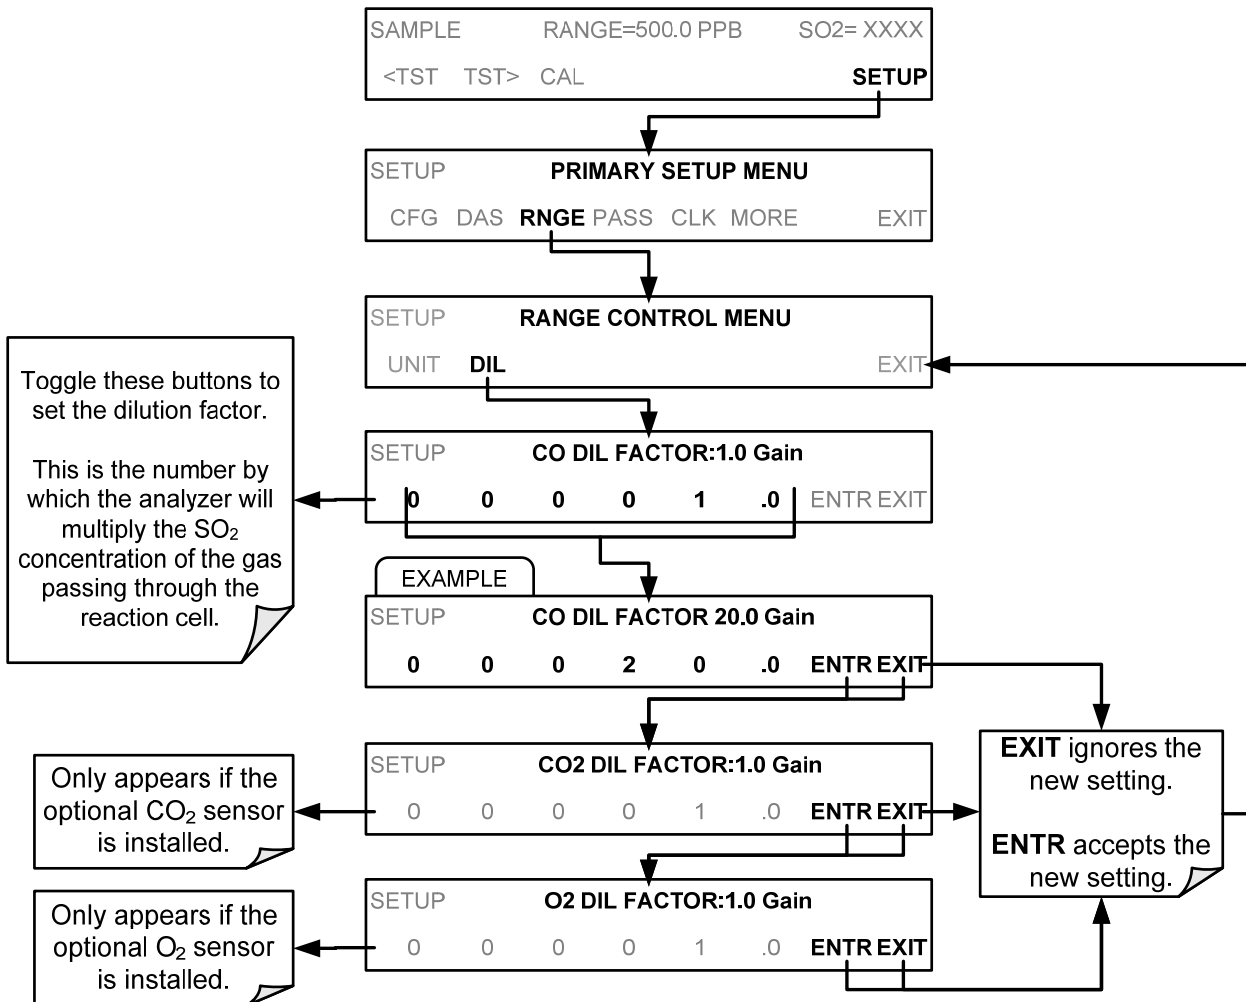 SAMPLE RANGE=500.0 PPB SO2= XXXX
<TST TST> CAL SETUP
SETUP PRIMARY SETUP MENU
CFG DAS RNGE PASS CLK MORE EXIT
SETUP RANGE CONTROL MENU
UNIT DIL EXIT
Toggle these buttons to
set the dilution factor.
This is the number by
which the analyzer will
multiply the SO₂
concentration of the gas
passing through the
reaction cell.
SETUP CO DIL FACTOR:1.0 Gain
0 0 0 0 1 .0 ENTR EXIT
EXAMPLE
SETUP CO DIL FACTOR 20.0 Gain
0 0 0 2 0 .0 ENTR EXIT
Only appears if the
optional CO₂ sensor
is installed.
SETUP CO2 DIL FACTOR:1.0 Gain
0 0 0 0 1 .0 ENTR EXIT
EXIT ignores the
new setting.
ENTR accepts the
new setting.
Only appears if the
optional O₂ sensor
is installed.
SETUP O2 DIL FACTOR:1.0 Gain
0 0 0 0 1 .0 ENTR EXIT